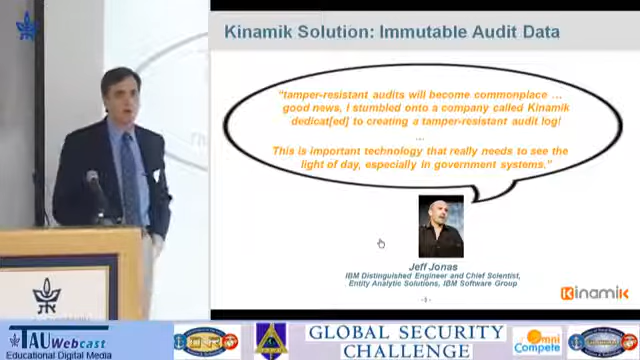 Kinamik Solution: Immutable Audit Data
"tamper-resistant audits will become commonplace ...
good news, I stumbled onto a company called Kinamik
dedicat[ed] to creating a tamper-resistant audit log!
...
This is important technology that really needs to see the
light of day, especially in government systems."
Jeff Jonas
IBM Distinguished Engineer and Chief Scientist,
Entity Analytic Solutions, IBM Software Group
Kinamik
TAU Webcast
Educational Digital Media
GLOBAL SECURITY
CHALLENGE
Omni
Compete